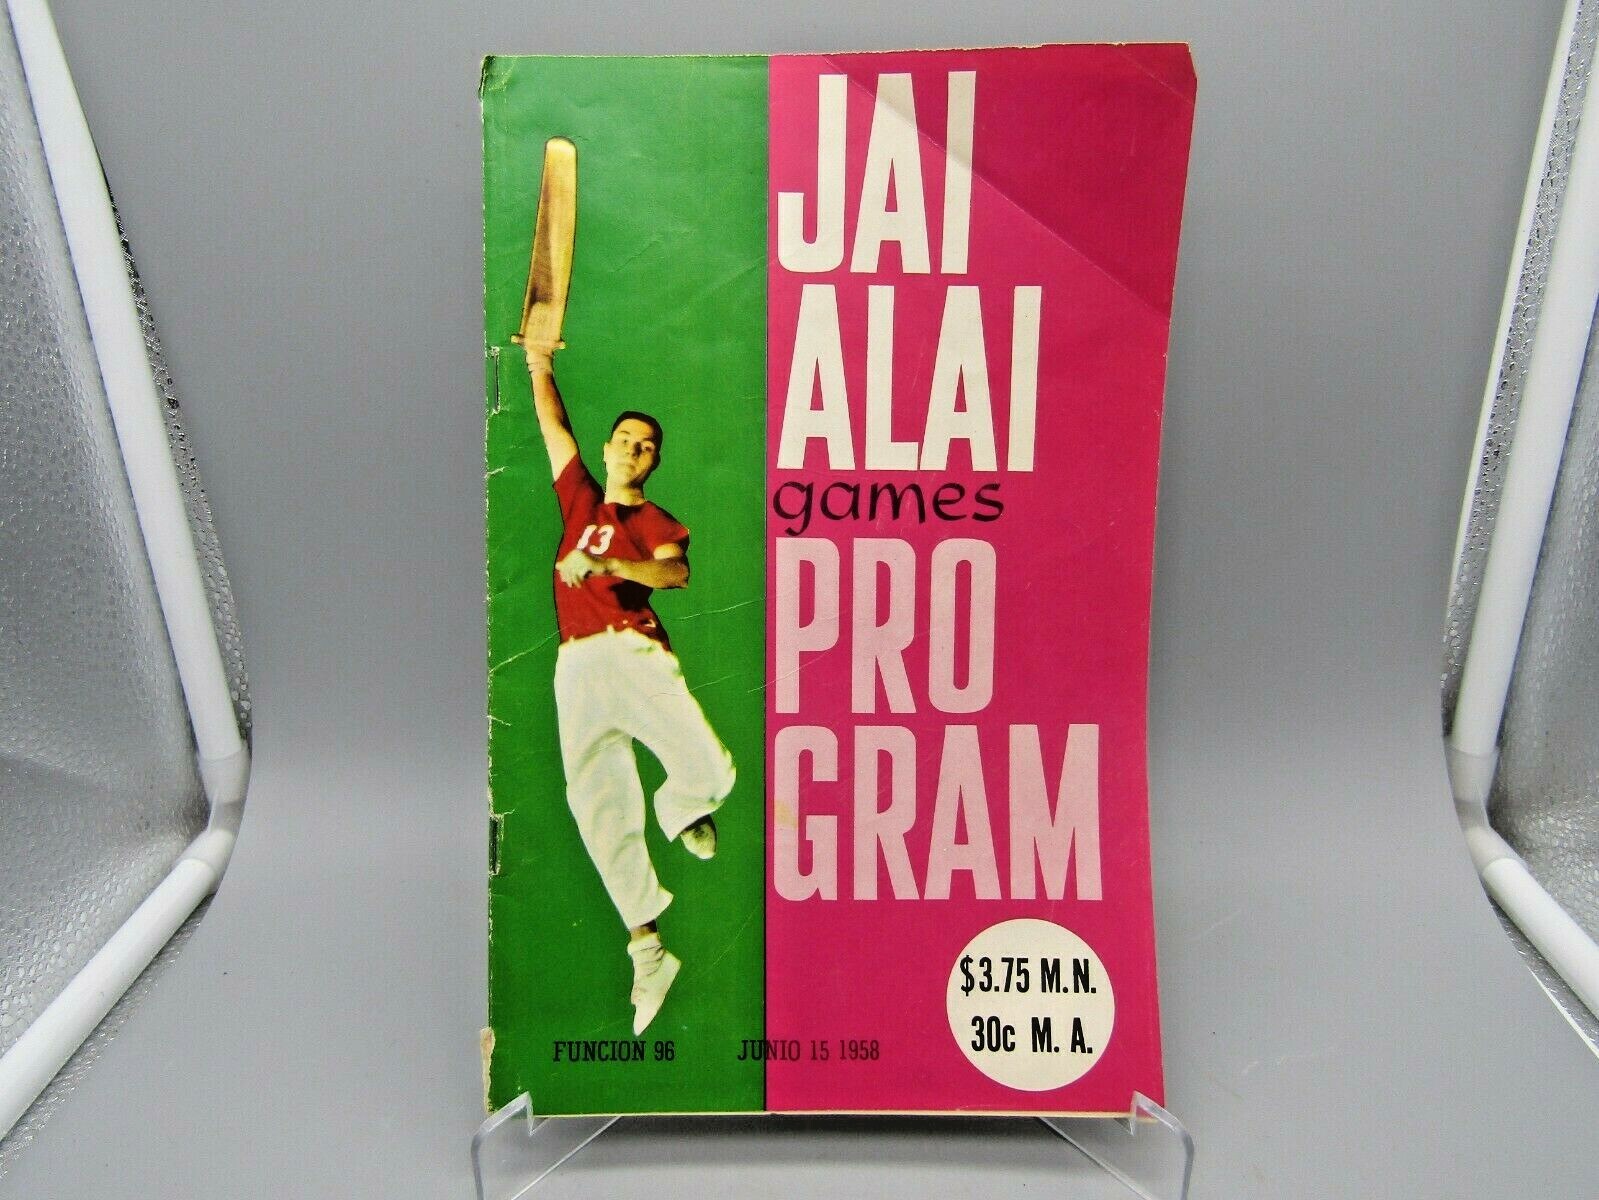 JAI
ALAI
games
PRO
GRAM
13
$3.75 M.N.
30c M. A.
FUNCION 96 JUNIO 15 1958